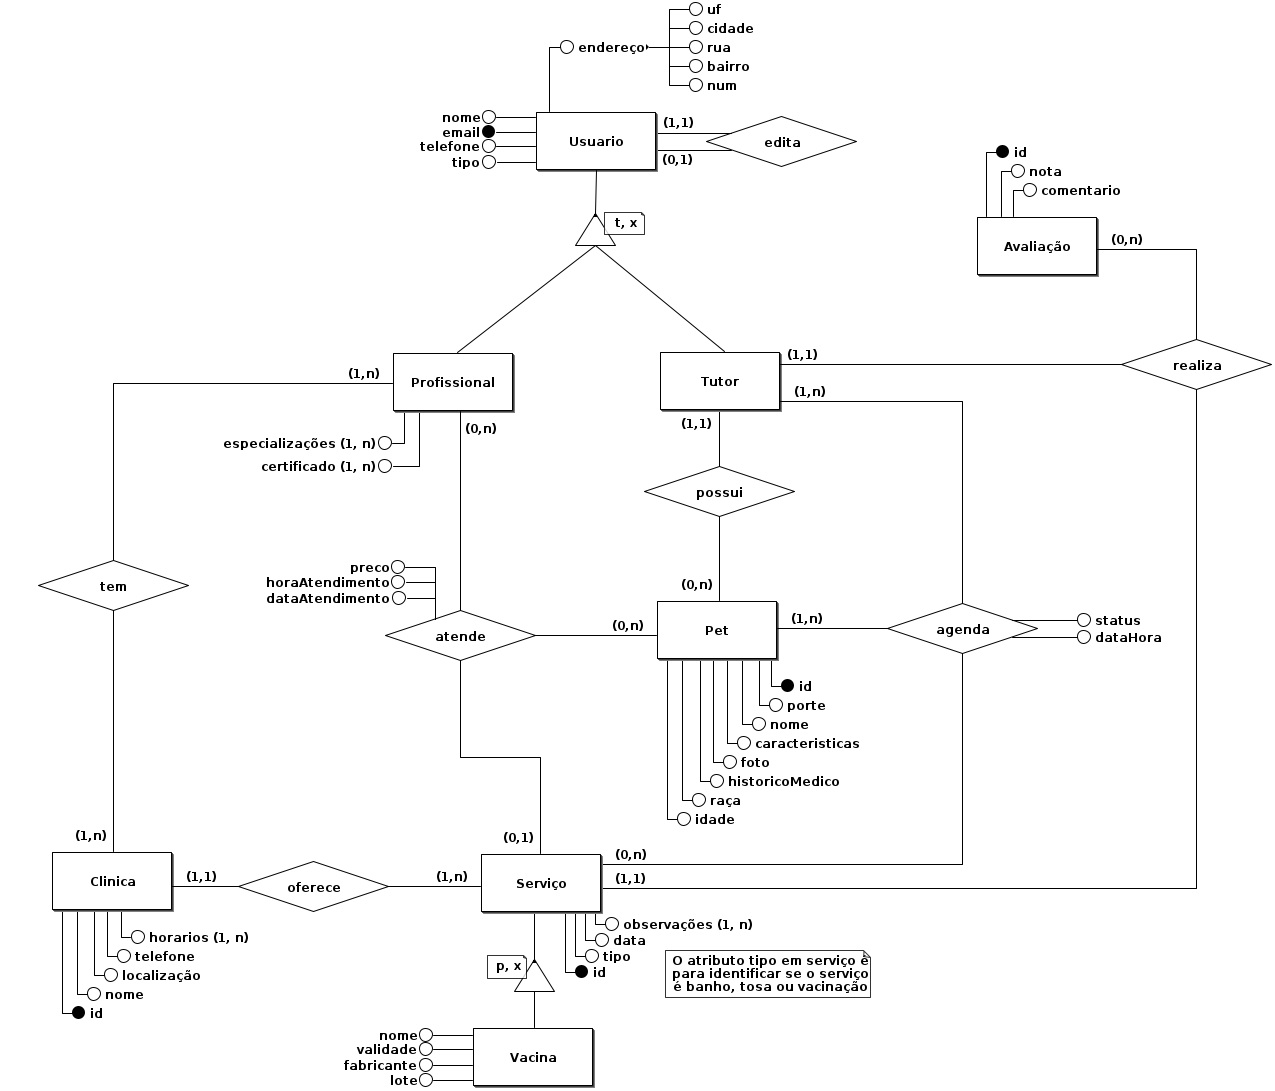 uf
cidade
endereço
rua
bairro
num
nome
email
telefone
tipo
Usuario
(1,1)
(0,1)
edita
id
nota
comentario
t, x
Avaliação
(0,n)
(1,n)
Profissional
Tutor
(1,1)
(1,n)
realiza
(0,n)
especializações (1, n)
certificado (1, n)
(1,1)
possui
preco
horaAtendimento
dataAtendimento
tem
(0,n)
atende
(0,n)
Pet
(1,n)
agenda
status
dataHora
id
porte
nome
caracteristicas
foto
historicoMedico
raça
idade
(1,n)
(0,1)
(0,n)
Clinica
(1,1)
oferece
(1,n)
Serviço
(1,1)
horarios (1, n)
telefone
localização
nome
id
observações (1, n)
data
tipo
id
p, x
O atributo tipo em serviço é
para identificar se o serviço
é banho, tosa ou vacinação
nome
validade
fabricante
lote
Vacina